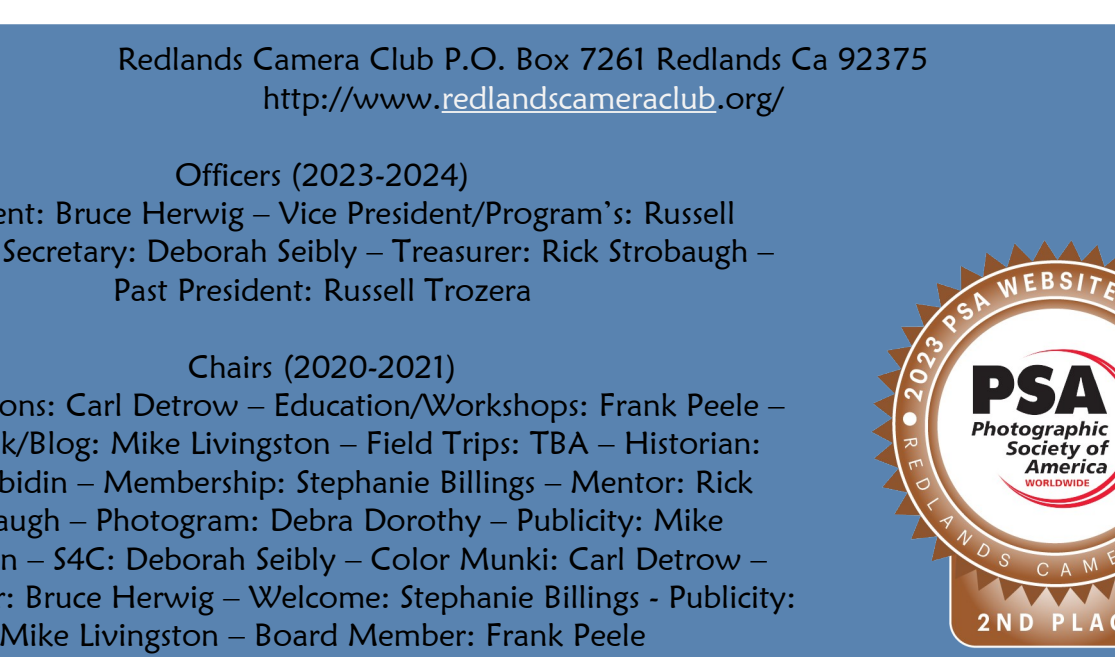 Redlands Camera Club P.O. Box 7261 Redlands Ca 92375
http://www.redlandscameraclub.org/
Officers (2023-2024)
ent: Bruce Herwig – Vice President/Program’s: Russell
Secretary: Deborah Seibly – Treasurer: Rick Strobaugh –
Past President: Russell Trozera
Chairs (2020-2021)
ons: Carl Detrow – Education/Workshops: Frank Peele –
k/Blog: Mike Livingston – Field Trips: TBA – Historian:
bidin – Membership: Stephanie Billings – Mentor: Rick
augh – Photogram: Debra Dorothy – Publicity: Mike
n – S4C: Deborah Seibly – Color Munki: Carl Detrow –
r: Bruce Herwig – Welcome: Stephanie Billings - Publicity:
Mike Livingston – Board Member: Frank Peele
2023 PSA WEBSITE
PSA
Photographic
Society of
America
WORLDWIDE
REDLANDS CAME
2ND PLAC